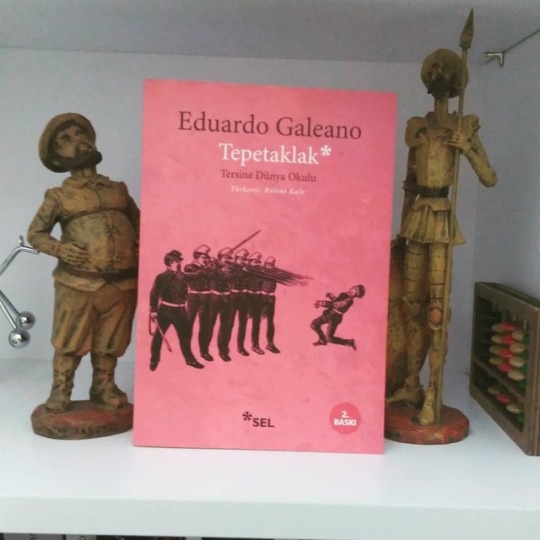 Eduardo Galeano
Tepetaklak*
Tersine Dünya Okulu
Türkçesi: Bülent Kale
*SEL
2.
BASKI